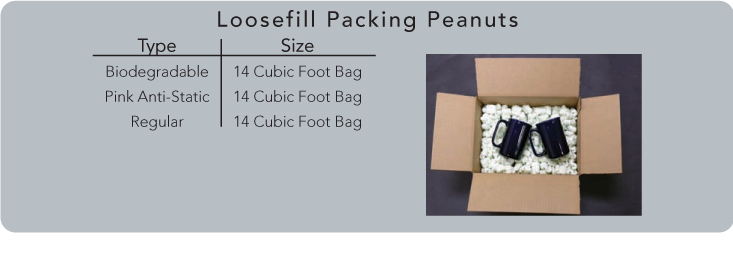 Loosefill Packing Peanuts
Type Size
Biodegradable 14 Cubic Foot Bag
Pink Anti-Static 14 Cubic Foot Bag
Regular 14 Cubic Foot Bag